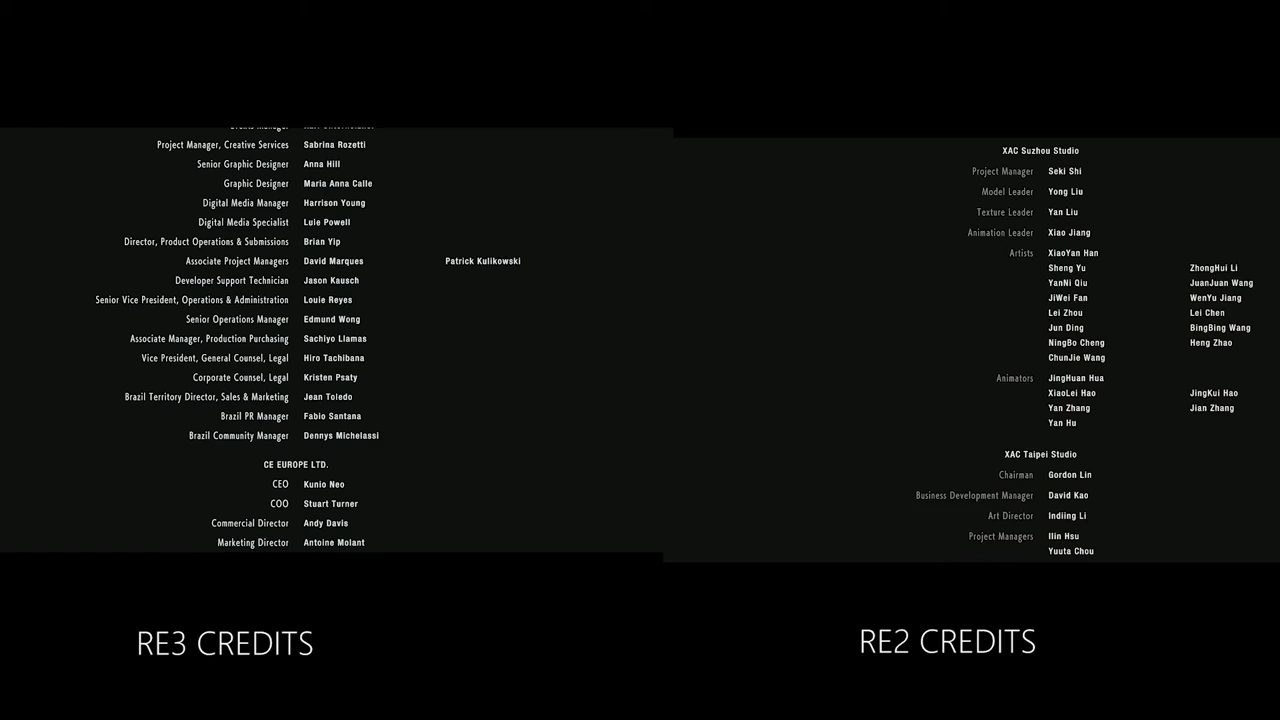 Project Manager, Creative Services Sabrina Rozetti
Senior Graphic Designer Anna Hill
Graphic Designer Maria Anna Calle
Digital Media Manager Harrison Young
Digital Media Specialist Luie Powell
Director, Product Operations & Submissions Brian Yip
Associate Project Managers David Marques Patrick Kulikowski
Developer Support Technician Jason Kausch
Senior Vice President, Operations & Administration Louie Reyes
Senior Operations Manager Edmund Wong
Associate Manager, Production Purchasing Sachiyo Llamas
Vice President, General Counsel, Legal Hiro Tachibana
Corporate Counsel, Legal Kristen Psaty
Brazil Territory Director, Sales & Marketing Jean Toledo
Brazil PR Manager Fabio Santana
Brazil Community Manager Dennys Michelassi
CE EUROPE LTD.
CEO Kunio Neo
COO Stuart Turner
Commercial Director Andy Davis
Marketing Director Antoine Molant
RE3 CREDITS
XAC Suzhou Studio
Project Manager Seki Shi
Model Leader Yong Liu
Texture Leader Yan Liu
Animation Leader Xiao Jiang
Artists XiaoYan Han
Sheng Yu ZhongHui Li
YanNi Qiu JuanJuan Wang
JiWei Fan WenYu Jiang
Lei Zhou Lei Chen
Jun Ding BingBing Wang
NingBo Cheng Heng Zhao
ChunJie Wang
Animators JingHuan Hua
XiaoLei Hao JingKui Hao
Yan Zhang Jian Zhang
Yan Hu
XAC Taipei Studio
Chairman Gordon Lin
Business Development Manager David Kao
Art Director Indiing Li
Project Managers Ilin Hsu
Yuuta Chou
RE2 CREDITS